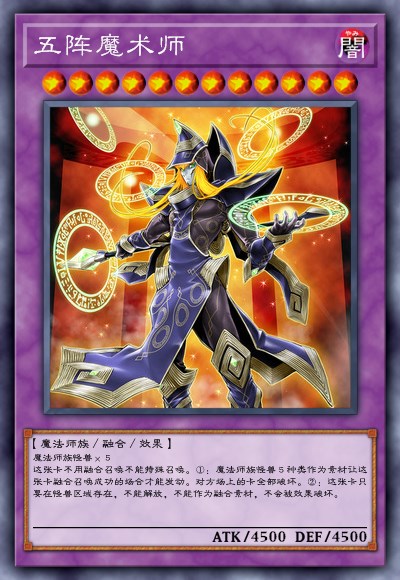 五阵魔术师
やみ
闇
【魔法师族／融合／效果】
魔法师族怪兽×5
这张卡不用融合召唤不能特殊召唤。①：魔法师族怪兽5种类作为素材让这
张卡融合召唤成功的场合才能发动。对方场上的卡全部破坏。②：这张卡只
要在怪兽区域存在，不能解放，不能作为融合素材，不会被效果破坏。
ATK/4500 DEF/4500